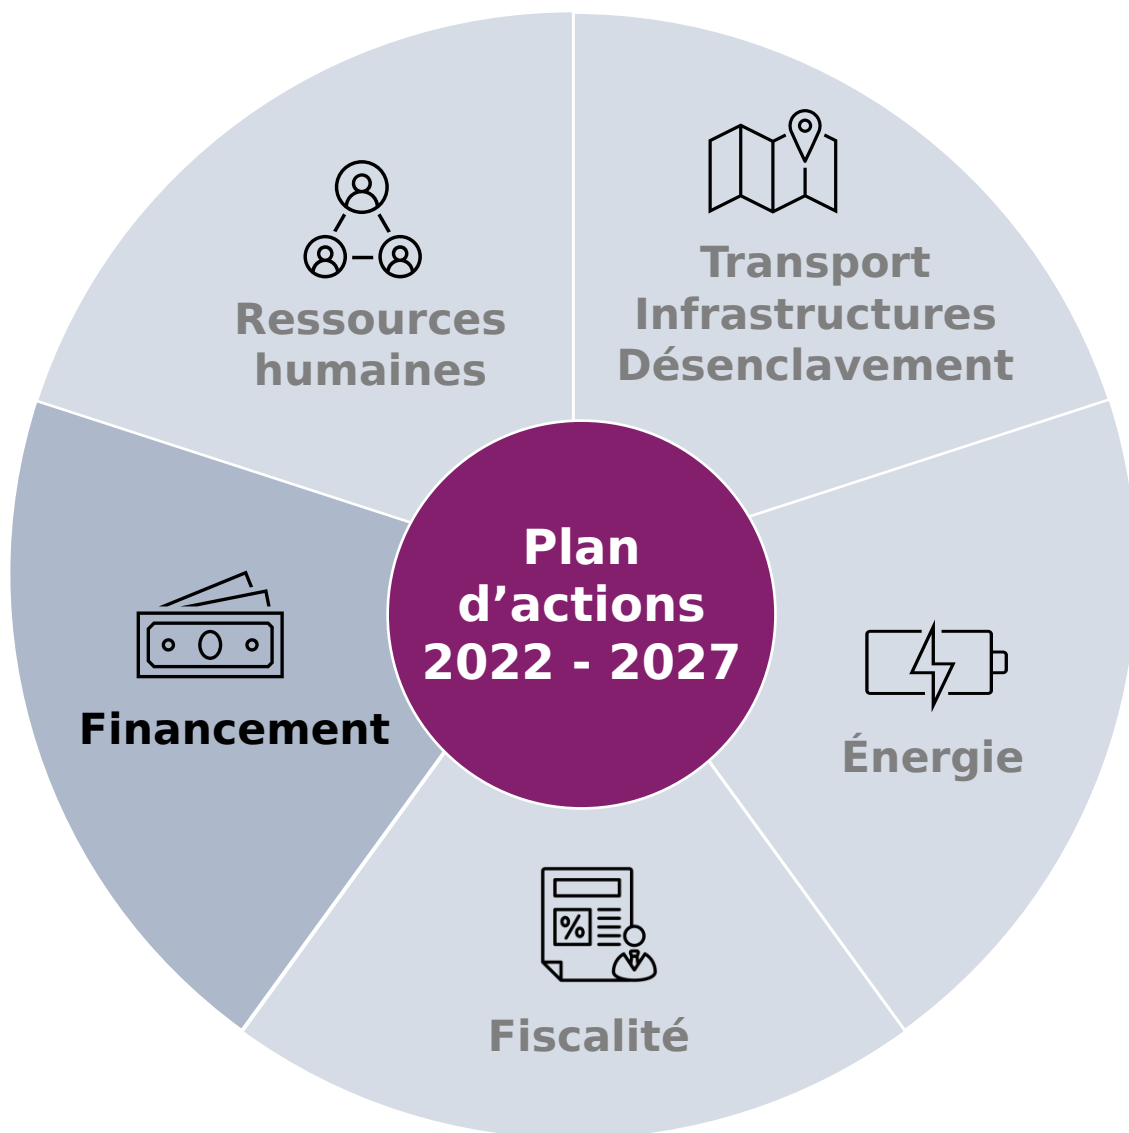 Ressources
humaines
Transport
Infrastructures
Désenclavement
Plan
d’actions
2022 - 2027
Financement
Énergie
%
Fiscalité